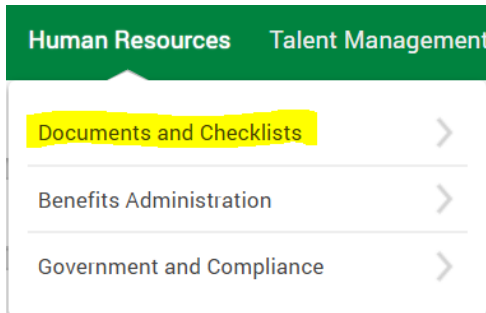 Human Resources Talent Management
Documents and Checklists
Benefits Administration
Government and Compliance